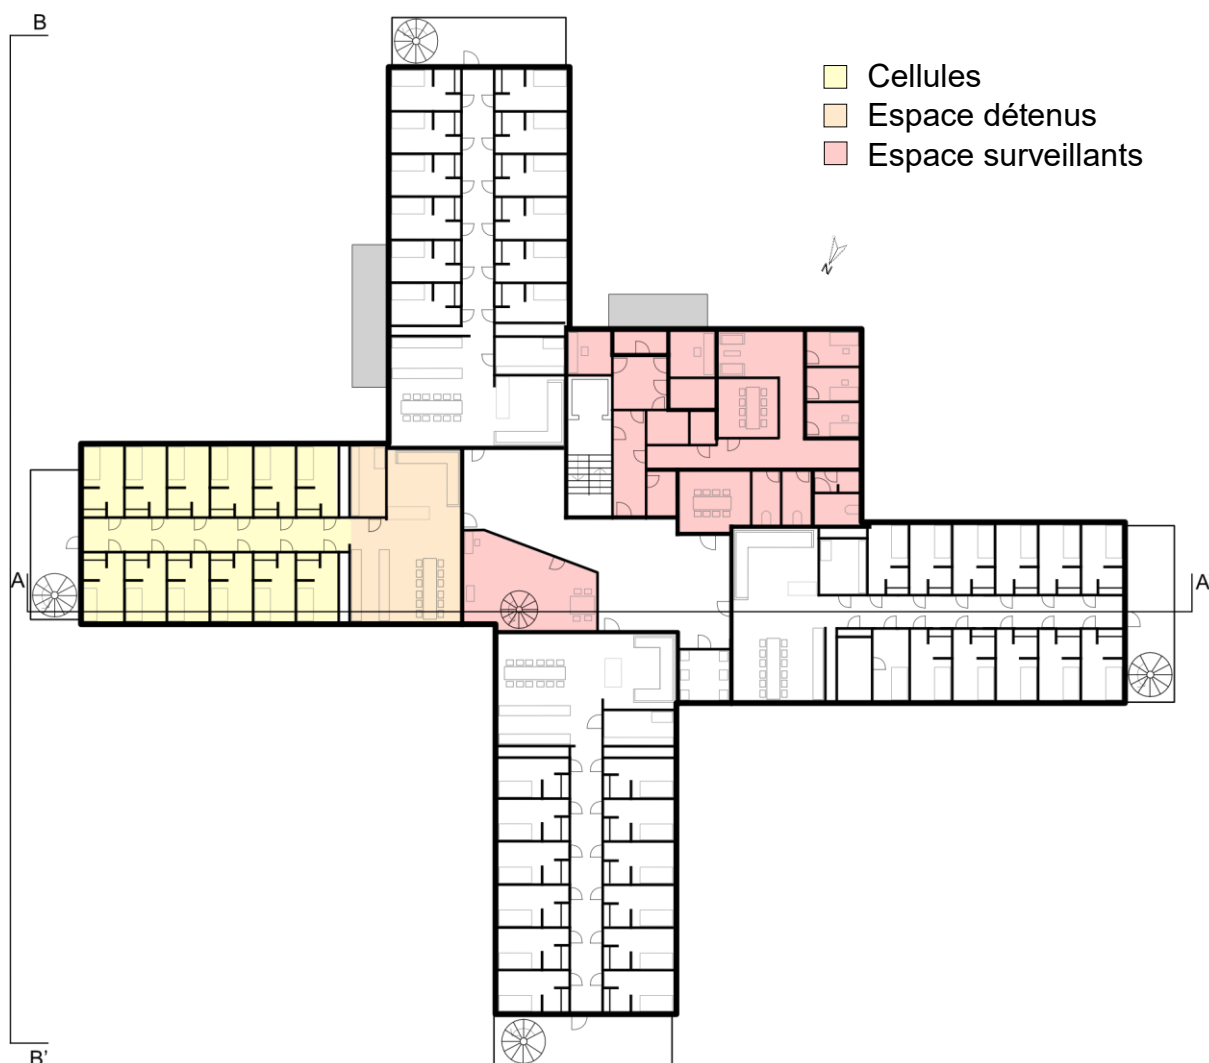 B
Cellules
Espace détenus
Espace surveillants
N
A
A
B'